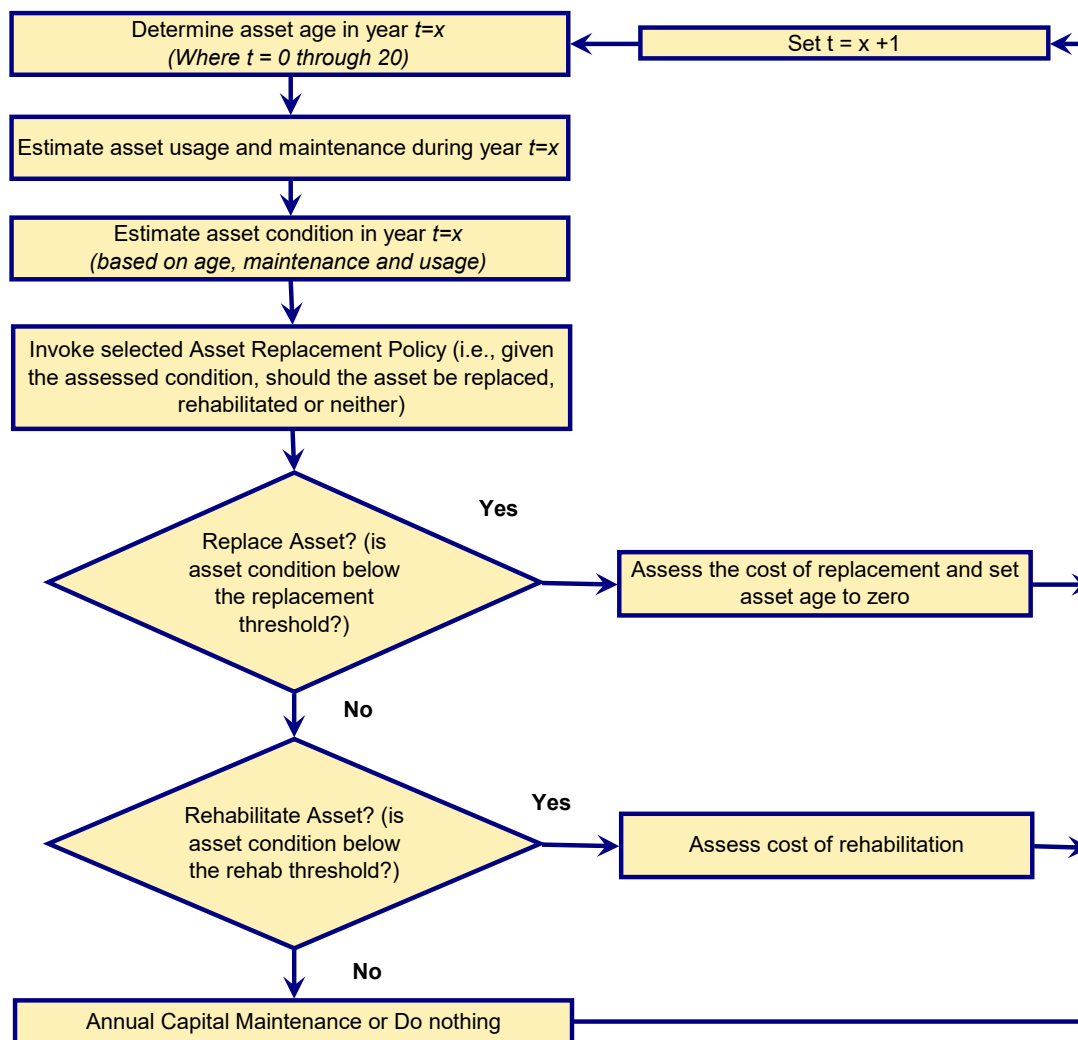 Determine asset age in year t=x
(Where t = 0 through 20)
Set t = x +1
Estimate asset usage and maintenance during year t=x
Estimate asset condition in year t=x
(based on age, maintenance and usage)
Invoke selected Asset Replacement Policy (i.e., given
the assessed condition, should the asset be replaced,
rehabilitated or neither)
Yes
Replace Asset? (is
asset condition below
the replacement
threshold?)
Assess the cost of replacement and set
asset age to zero
No
Yes
Rehabilitate Asset? (is
asset condition below
the rehab threshold?)
Assess cost of rehabilitation
No
Annual Capital Maintenance or Do nothing